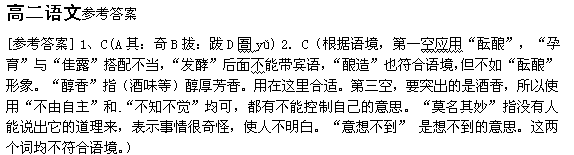 高二语文参考答案
[参考答案] 1、C(A其：奇B拨：跋D圄 yǔ) 2. C（根据语境，第一空应用“酝酿”，“孕
育”与“佳露”搭配不当，“发酵”后面不能带宾语，“酿造”也符合语境，但不如“酝酿”
形象。“醇香”指（酒味等）醇厚芳香。用在这里合适。第三空，要突出的是酒香，所以使
用“不由自主”和.“不知不觉”均可，都有不能控制自己的意思。“莫名其妙”指没有人
能说出它的道理来，表示事情很奇怪，使人不明白。“意想不到” 是想不到的意思。这两
个词均不符合语境。）